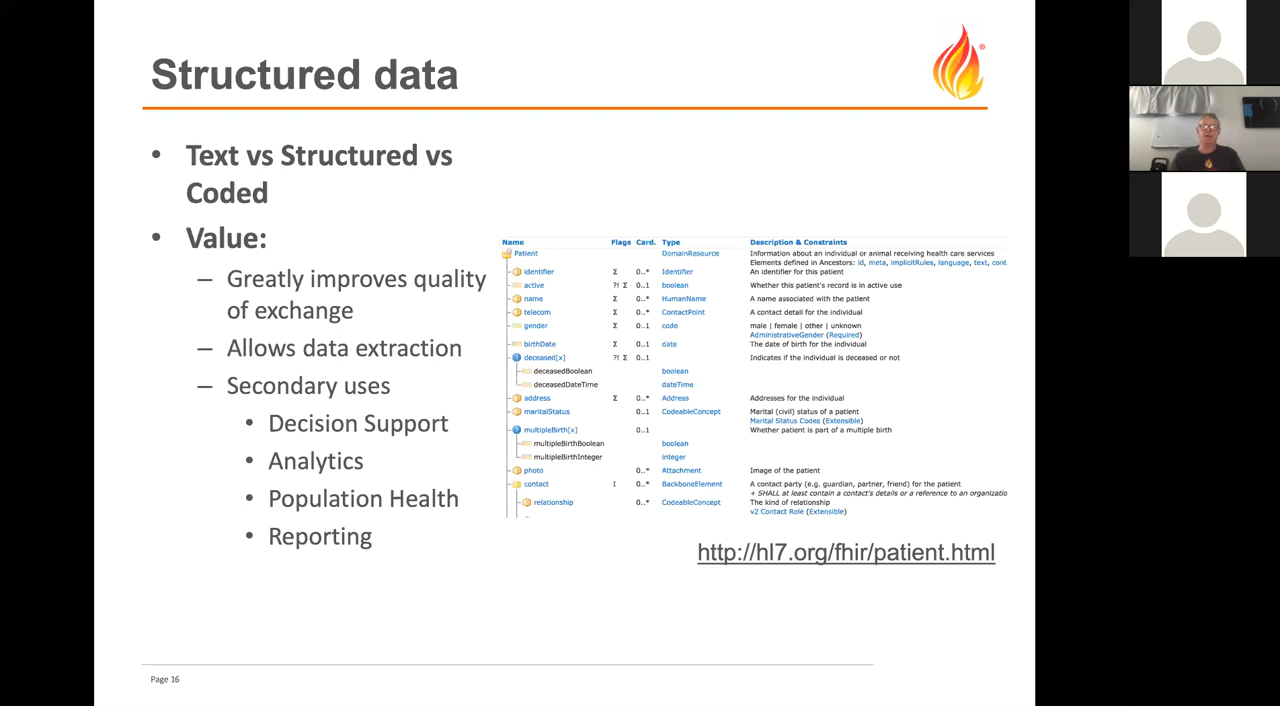 Structured data
®
• Text vs Structured vs
Coded
• Value:
– Greatly improves quality
of exchange
– Allows data extraction
– Secondary uses
• Decision Support
• Analytics
• Population Health
• Reporting
Name Flags Card. Type Description & Constraints
Patient DomainResource Information about an individual or animal receiving health care services
Elements defined in Ancestors: id, meta, implicitRules, language, text, cont
identifier Σ 0..* Identifier An identifier for this patient
active ?! Σ 0..1 boolean Whether this patient's record is in active use
name Σ 0..* HumanName A name associated with the patient
telecom Σ 0..* ContactPoint A contact detail for the individual
gender Σ 0..1 code male | female | other | unknown
AdministrativeGender (Required)
birthDate Σ 0..1 date The date of birth for the individual
deceased[x] ?! Σ 0..1 Indicates if the individual is deceased or not
deceasedBoolean boolean
deceasedDateTime dateTime
address Σ 0..* Address Addresses for the individual
maritalStatus 0..1 CodeableConcept Marital (civil) status of a patient
Marital Status Codes (Extensible)
multipleBirth[x] 0..1 Whether patient is part of a multiple birth
multipleBirthBoolean boolean
multipleBirthInteger integer
photo 0..* Attachment Image of the patient
contact I 0..* BackboneElement A contact party (e.g. guardian, partner, friend) for the patient
+ SHALL at least contain a contact's details or a reference to an organizatio
relationship 0..* CodeableConcept The kind of relationship
v2 Contact Role (Extensible)
http://hl7.org/fhir/patient.html
Page 16